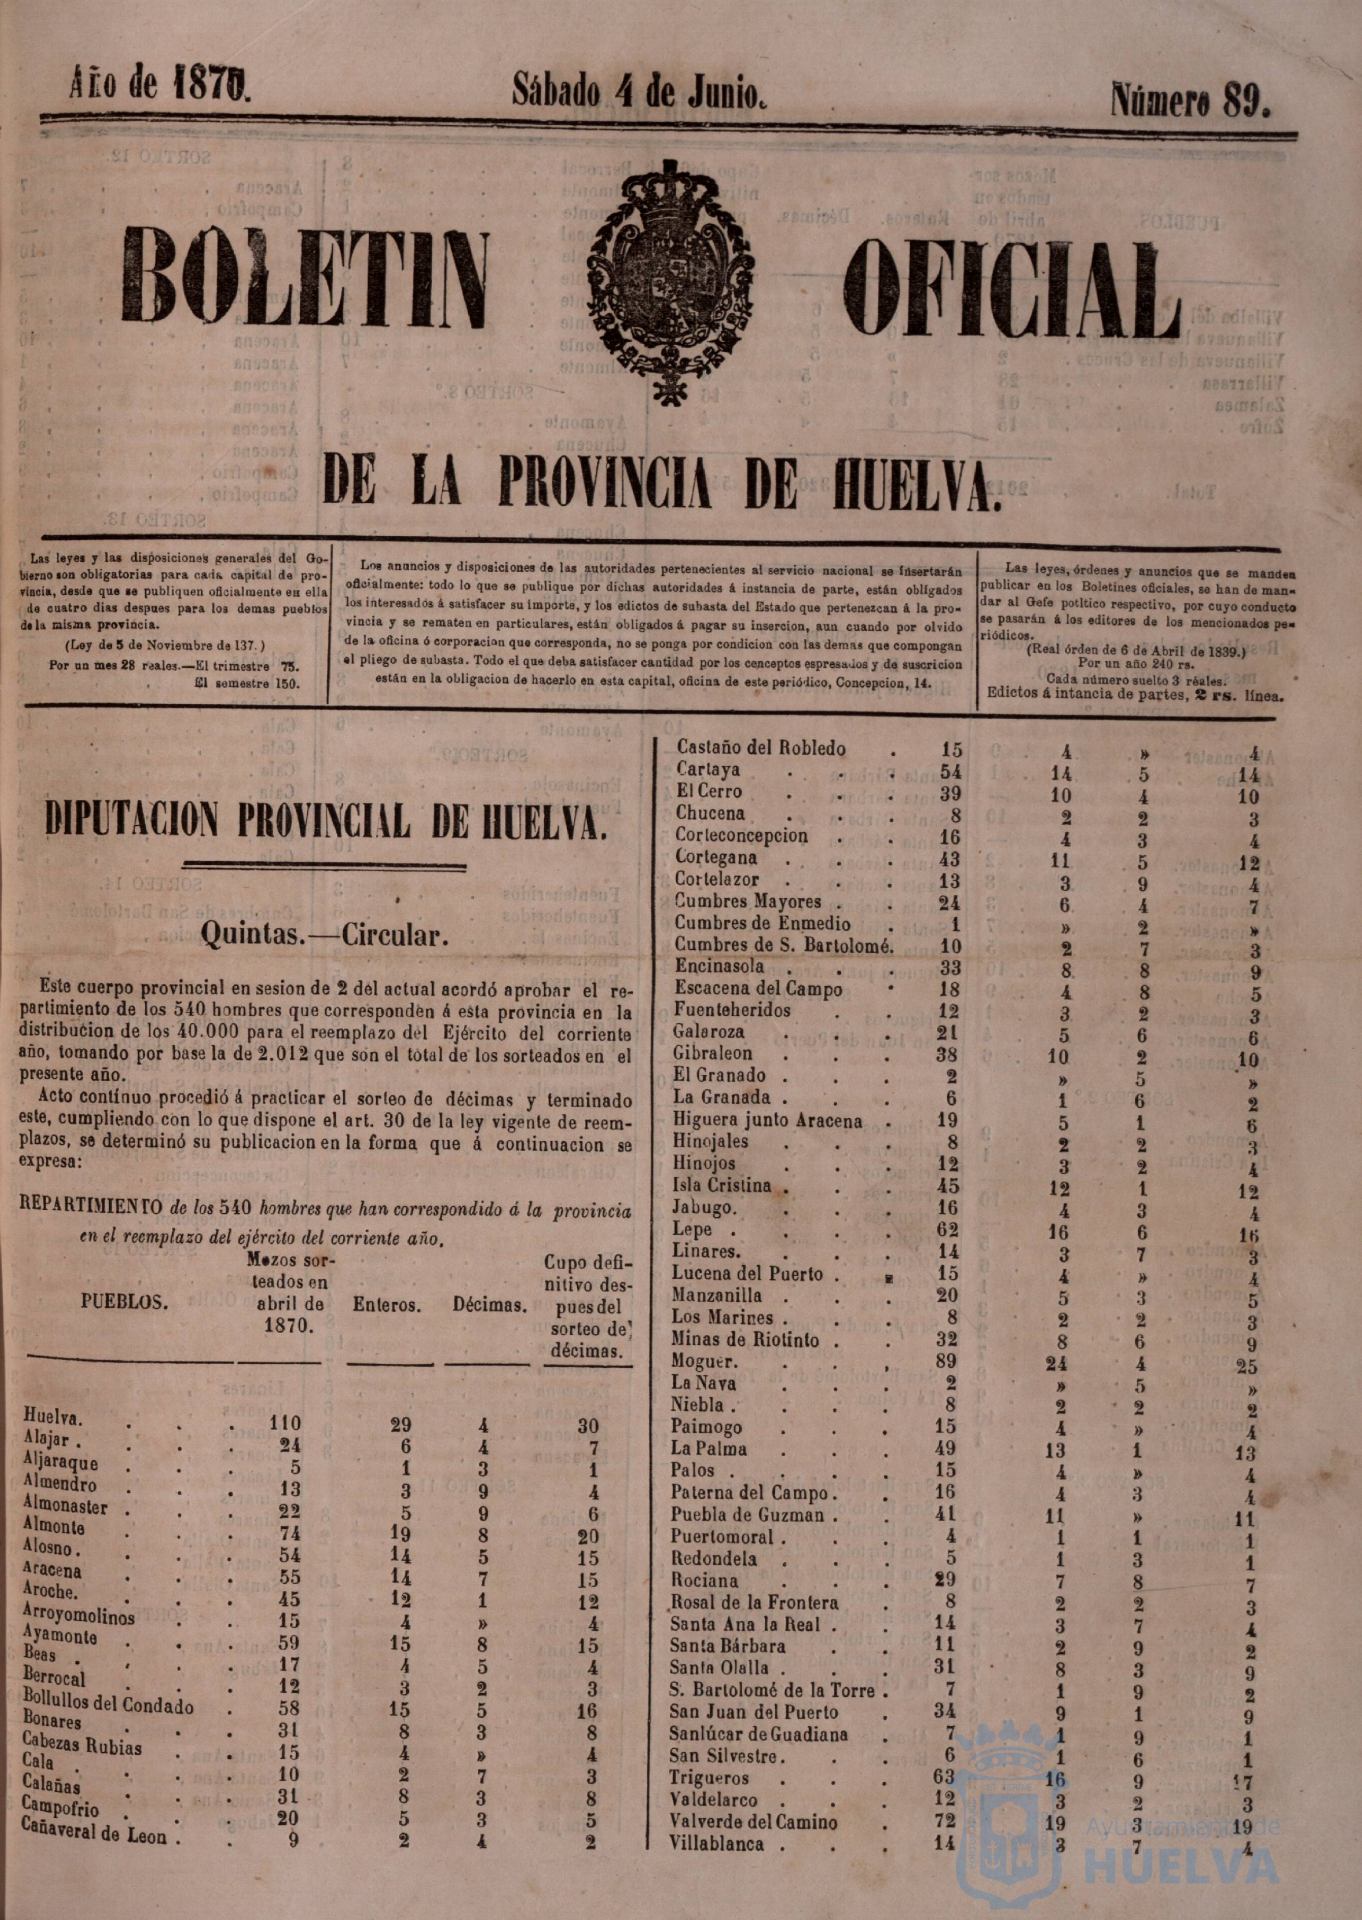 Año de 1870.
Sábado 4 de Junio.
Número 89.
BOLETIN OFICIAL
DE LA PROVINCIA DE HUELVA.
Las leyes y las disposiciones generales del Go-
bierno son obligatorias para cada capital de pro-
vincia, desde que se publiquen oficialmente en ella
de cuatro dias despues para los demas pueblos
de la misma provincia.
(Ley de 5 de Noviembre de 137.)
Por un mes 28 reales.—El trimestre 75.
El semestre 150.
Los anuncios y disposiciones de las autoridades pertenecientes al servicio nacional se insertarán
oficialmente: todo lo que se publique por dichas autoridades á instancia de parte, están obligados
los interesados á satisfacer su importe, y los edictos de subasta del Estado que pertenezcan á la pro-
vincia y se rematen en particulares, están obligados á pagar su insercion, aun cuando por olvido
de la oficina ó corporacion que corresponda, no se ponga por condicion con las demas que compongan
el pliego de subasta. Todo el que deba satisfacer cantidad por los conceptos espresados y de suscricion
están en la obligacion de hacerlo en esta capital, oficina de este periódico, Concepcion, 14.
Las leyes, órdenes y anuncios que se manden
publicar en los Boletines oficiales, se han de man-
dar al Gefe político respectivo, por cuyo conducto
se pasarán á los editores de los mencionados pe-
riódicos.
(Real órden de 6 de Abril de 1839.)
Por un año 240 rs.
Cada número suelto 3 réales.
Edictos á intancia de partes, 2 rs. línea.
DIPUTACION PROVINCIAL DE HUELVA.
Quintas.—Circular.
Este cuerpo provincial en sesion de 2 del actual acordó aprobar el re-
partimiento de los 540 hombres que corresponden á esta provincia en la
distribucion de los 40.000 para el reemplazo del Ejército del corriente
año, tomando por base la de 2.012 que son el total de los sorteados en el
presente año.
Acto contínuo procedió á practicar el sorteo de décimas y terminado
este, cumpliendo con lo que dispone el art. 30 de la ley vigente de reem-
plazos, se determinó su publicacion en la forma que á continuacion se
expresa:
REPARTIMIENTO de los 540 hombres que han correspondido á la provincia
en el reemplazo del ejército del corriente año,
PUEBLOS.
Mozos sor-
teados en
abril de
1870.
Enteros.
Décimas.
Cupo defi-
nitivo des-
pues del
sorteo de
décimas.
Huelva. . . . 110 29 4 30
Alajar . . . . 24 6 4 7
Aljaraque . . . 5 1 3 1
Almendro . . . 13 3 9 4
Almonaster . . . 22 5 9 6
Almonte . . . 74 19 8 20
Alosno. . . . 54 14 5 15
Aracena . . . 55 14 7 15
Aroche. . . . 45 12 1 12
Arroyomolinos . . 15 4 » 4
Ayamonte . . . 59 15 8 15
Beas . . . . 17 4 5 4
Berrocal . . . 12 3 2 3
Bollullos del Condado . 58 15 5 16
Bonares . . . 31 8 3 8
Cabezas Rubias . . 15 4 » 4
Cala . . . . 10 2 7 3
Calañas . . . 31 8 3 8
Campofrio . . . 20 5 3 5
Cañaveral de Leon . . 9 2 4 2
Castaño del Robledo . 15 4 » 4
Cartaya . . . 54 14 5 14
El Cerro . . . 39 10 4 10
Chucena . . . 8 2 2 3
Corteconcepcion . . 16 4 3 4
Cortegana . . . 43 11 5 12
Cortelazor . . . 13 3 9 4
Cumbres Mayores . . 24 6 4 7
Cumbres de Enmedio . 1 » 2 »
Cumbres de S. Bartolomé. 10 2 7 3
Encinasola . . . 33 8 8 9
Escacena del Campo . 18 4 8 5
Fuenteheridos . . 12 3 2 3
Galaroza . . . 21 5 6 6
Gibraleon . . . 38 10 2 10
El Granado . . . 2 » 5 »
La Granada . . . 6 1 6 2
Higuera junto Aracena . 19 5 1 6
Hinojales . . . 8 2 2 3
Hinojos . . . 12 3 2 4
Isla Cristina . . . 45 12 1 12
Jabugo. . . . 16 4 3 4
Lepe . . . . 62 16 6 16
Linares. . . . 14 3 7 3
Lucena del Puerto . . 15 4 » 4
Manzanilla . . . 20 5 3 5
Los Marines . . . 8 2 2 3
Minas de Riotinto . . 32 8 6 9
Moguer. . . , 89 24 4 25
La Nava . . . 2 » 5 »
Niebla . . . . 8 2 2 2
Paimogo . . . 15 4 » 4
La Palma . . . 49 13 1 13
Palos . . . . 15 4 » 4
Paterna del Campo. . 16 4 3 4
Puebla de Guzman . . 41 11 » 11
Puertomoral . . . 4 1 1 1
Redondela . . . 5 1 3 1
Rociana . . . 29 7 8 7
Rosal de la Frontera . 8 2 2 3
Santa Ana la Real . . 14 3 7 4
Santa Bárbara . . 11 2 9 2
Santa Olalla . . . 31 8 3 9
S. Bartolomé de la Torre . 7 1 9 2
San Juan del Puerto . 34 9 1 9
Sanlúcar de Guadiana . 7 1 9 1
San Silvestre. . . 6 1 6 1
Trigueros . . . 63 16 9 17
Valdelarco . . . 12 3 2 3
Valverde del Camino . 72 19 3 19
Villablanca . . . 14 3 7 4
Ayuntamiento de
HUELVA